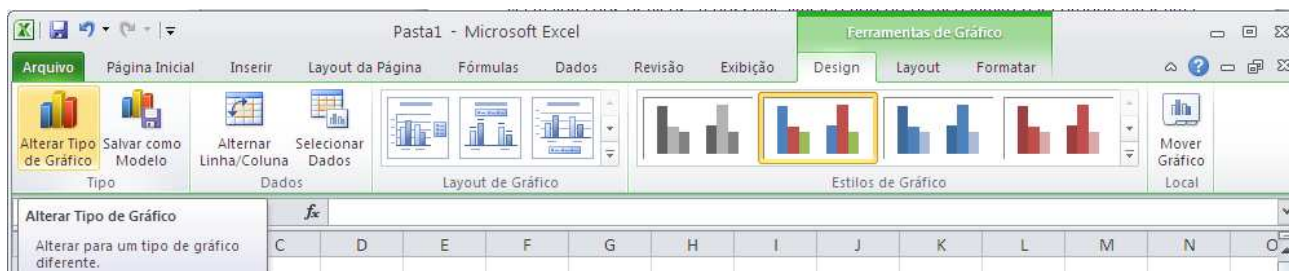 Pasta1 - Microsoft Excel
Ferramentas de Gráfico
Arquivo Página Inicial Inserir Layout da Página Fórmulas Dados Revisão Exibição Design Layout Formatar
Alterar Tipo de Gráfico
Salvar como Modelo
Alternar Linha/Coluna
Selecionar Dados
Mover Gráfico
Tipo Dados Layout de Gráfico Estilos de Gráfico Local
Alterar Tipo de Gráfico
fx
Alterar para um tipo de gráfico
diferente.
C D E F G H I J K L M N O